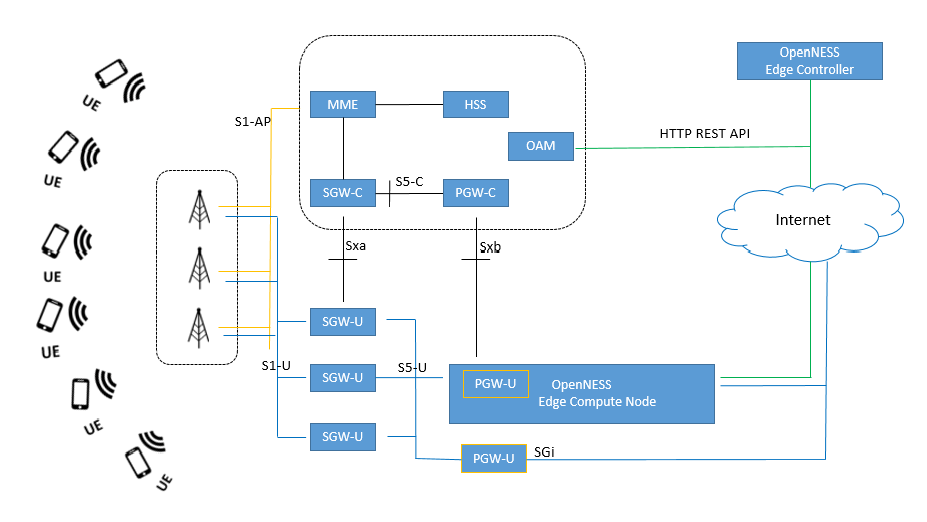 OpenNESS
Edge Controller
UE
MME
HSS
S1-AP
HTTP REST API
OAM
UE
SGW-C
S5-C
PGW-C
Internet
Sxa
Sxb
UE
SGW-U
UE
S1-U
SGW-U
S5-U
PGW-U
OpenNESS
Edge Compute Node
UE
SGW-U
PGW-U
SGi
UE